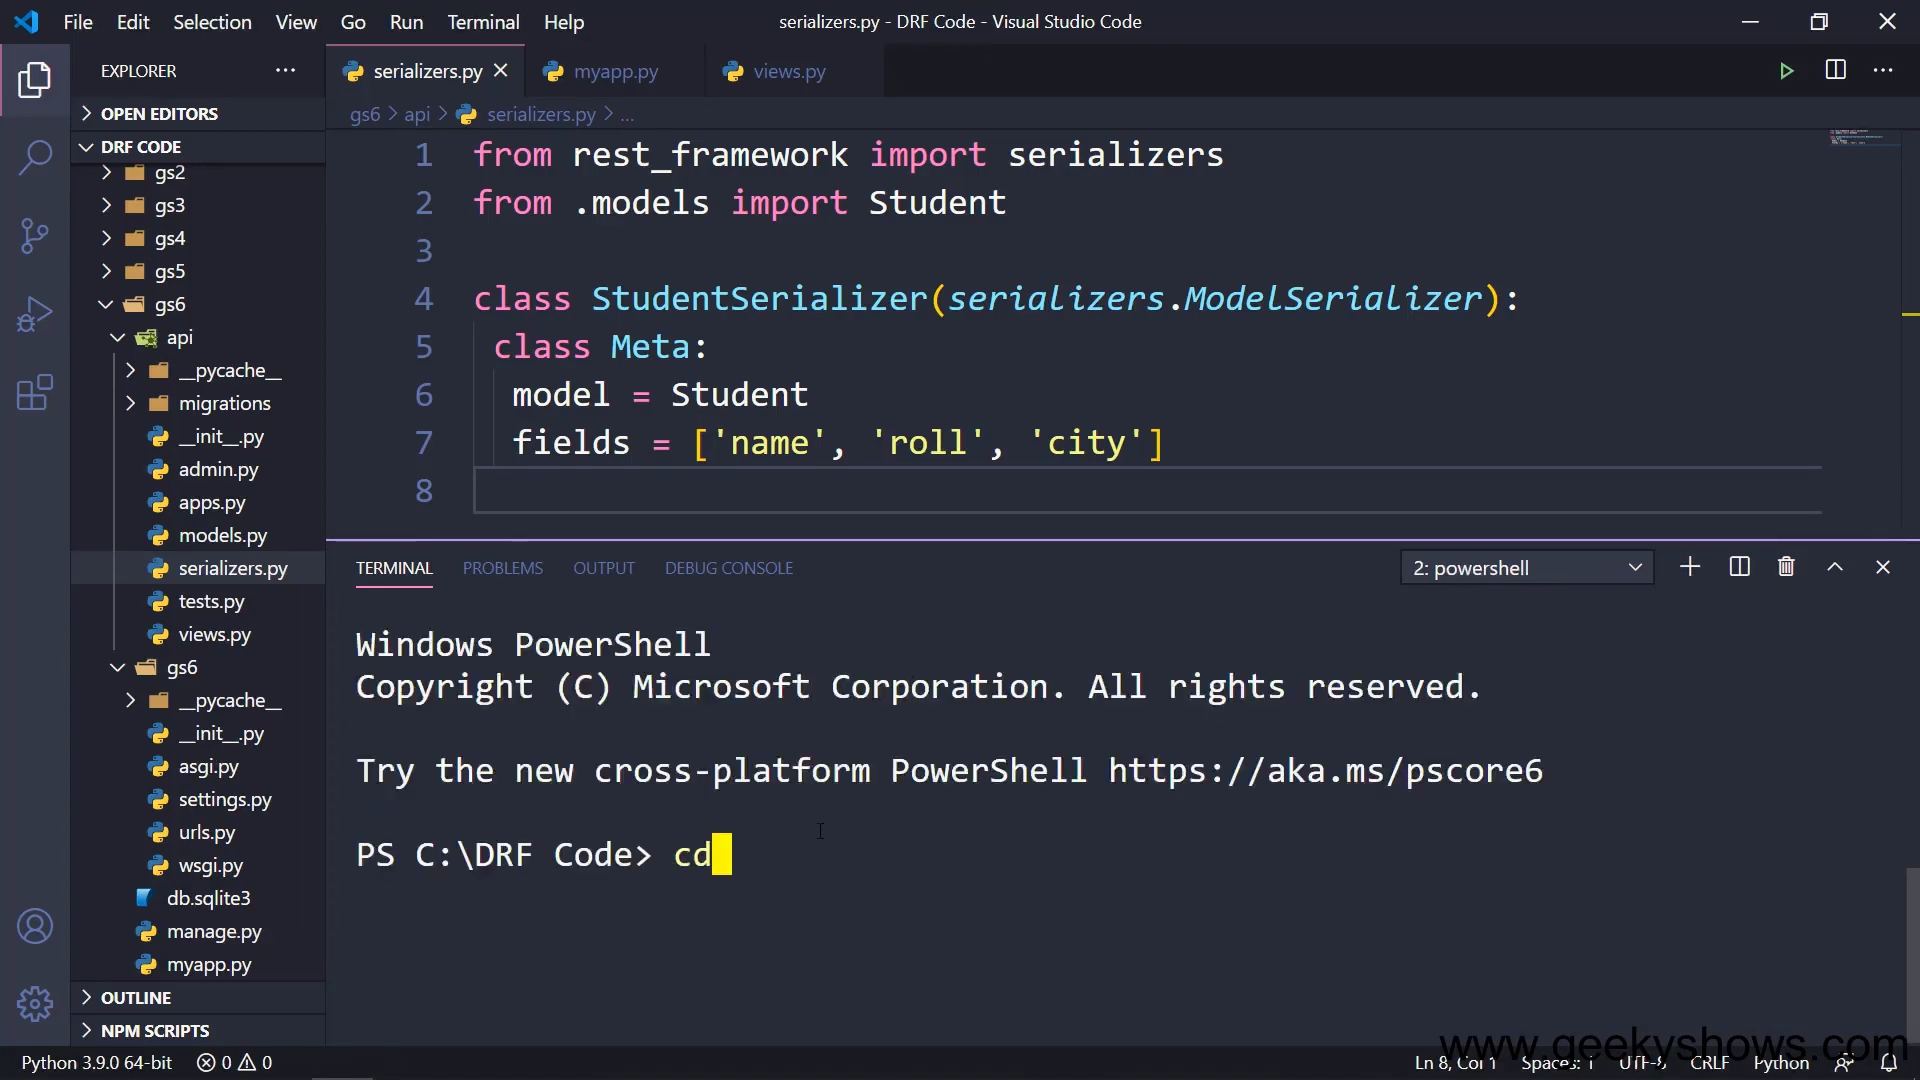 File Edit Selection View Go Run Terminal Help
serializers.py - DRF Code - Visual Studio Code
EXPLORER
serializers.py
myapp.py
views.py
OPEN EDITORS
gs6 > api > serializers.py > ...
DRF CODE
gs2
gs3
gs4
gs5
gs6
api
__pycache__
migrations
__init__.py
admin.py
apps.py
models.py
serializers.py
tests.py
views.py
gs6
__pycache__
__init__.py
asgi.py
settings.py
urls.py
wsgi.py
db.sqlite3
manage.py
myapp.py
OUTLINE
NPM SCRIPTS
1 from rest_framework import serializers
2 from .models import Student
3
4 class StudentSerializer(serializers.ModelSerializer):
5 class Meta:
6 model = Student
7 fields = ['name', 'roll', 'city']
8
TERMINAL PROBLEMS OUTPUT DEBUG CONSOLE
2: powershell
Windows PowerShell
Copyright (C) Microsoft Corporation. All rights reserved.
Try the new cross-platform PowerShell https://aka.ms/pscore6
PS C:\DRF Code> cd
www.geekyshows.com
Python 3.9.0 64-bit
0 0
Ln 8, Col 1 Spaces: 1 UTF-8 CRLF Python